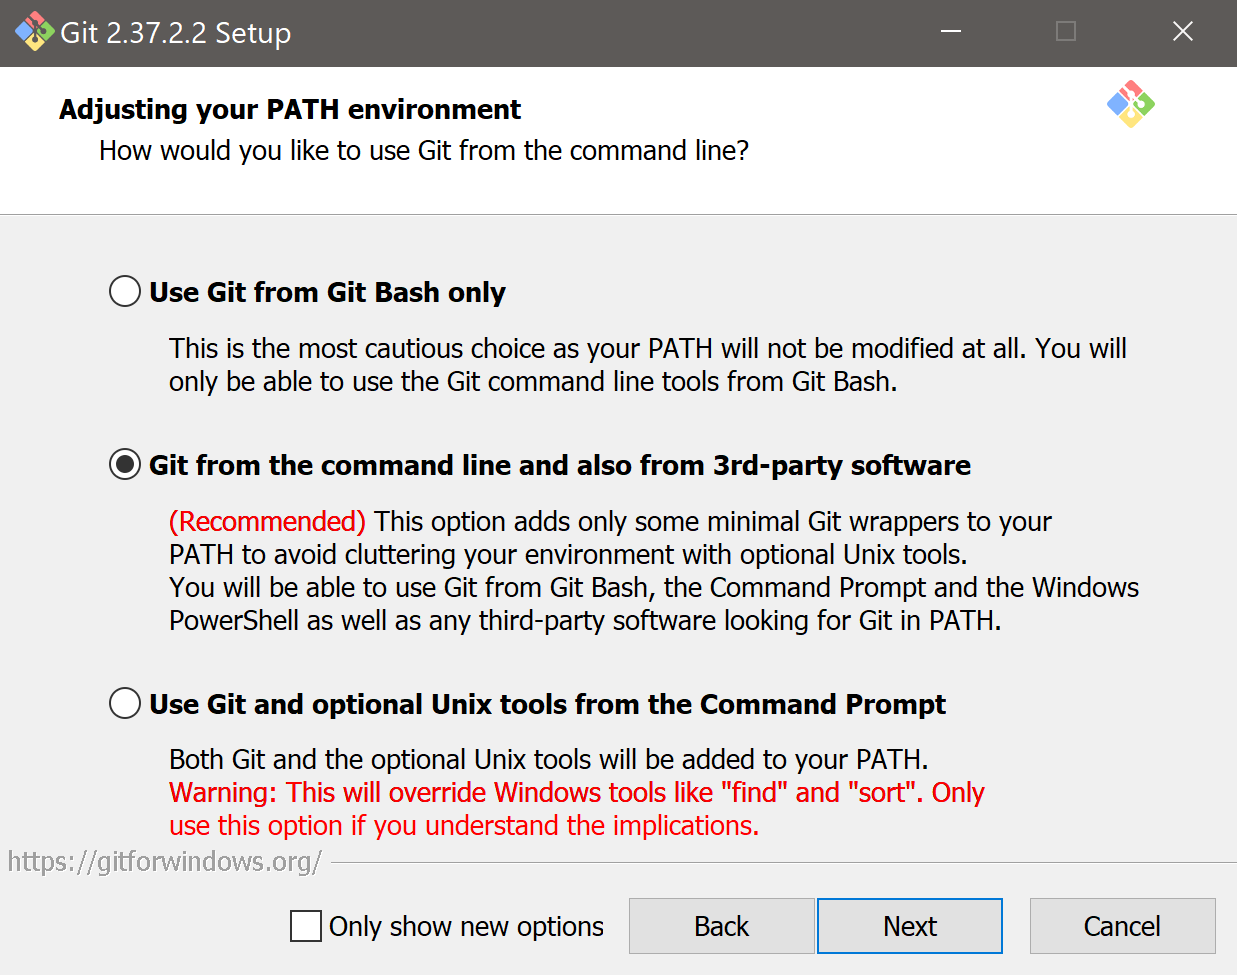 Git 2.37.2.2 Setup
Adjusting your PATH environment
How would you like to use Git from the command line?
Use Git from Git Bash only
This is the most cautious choice as your PATH will not be modified at all. You will
only be able to use the Git command line tools from Git Bash.
Git from the command line and also from 3rd-party software
(Recommended) This option adds only some minimal Git wrappers to your
PATH to avoid cluttering your environment with optional Unix tools.
You will be able to use Git from Git Bash, the Command Prompt and the Windows
PowerShell as well as any third-party software looking for Git in PATH.
Use Git and optional Unix tools from the Command Prompt
Both Git and the optional Unix tools will be added to your PATH.
Warning: This will override Windows tools like "find" and "sort". Only
use this option if you understand the implications.
https://gitforwindows.org/
Only show new options
Back
Next
Cancel